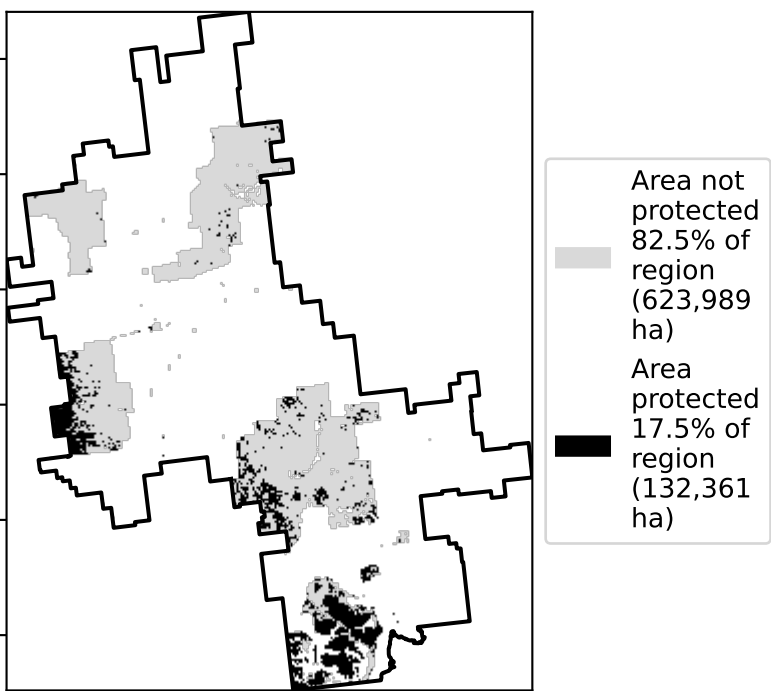 Area not
protected
82.5% of
region
(623,989
ha)
Area
protected
17.5% of
region
(132,361
ha)